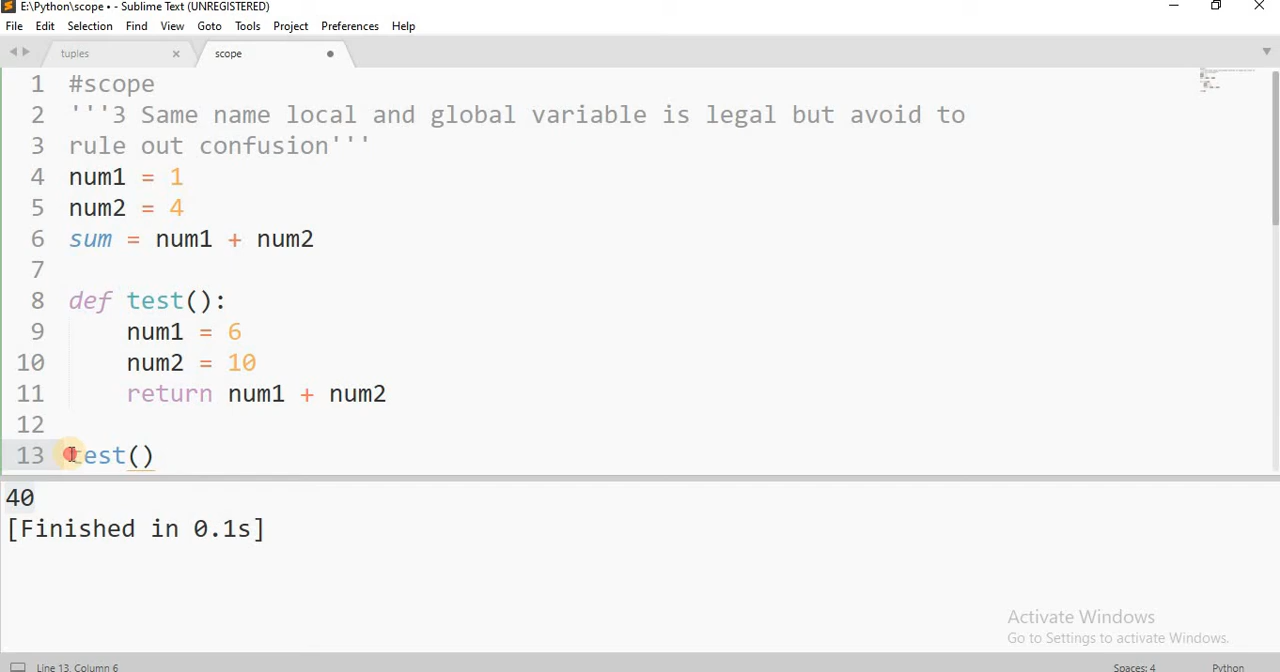 E:\Python\scope • - Sublime Text (UNREGISTERED)
File Edit Selection Find View Goto Tools Project Preferences Help
tuples × scope
1 #scope
2 '''3 Same name local and global variable is legal but avoid to
3 rule out confusion'''
4 num1 = 1
5 num2 = 4
6 sum = num1 + num2
7
8 def test():
9 num1 = 6
10 num2 = 10
11 return num1 + num2
12
13 test()
40
[Finished in 0.1s]
Activate Windows
Go to Settings to activate Windows.
Line 13, Column 6 Spaces: 4 Python